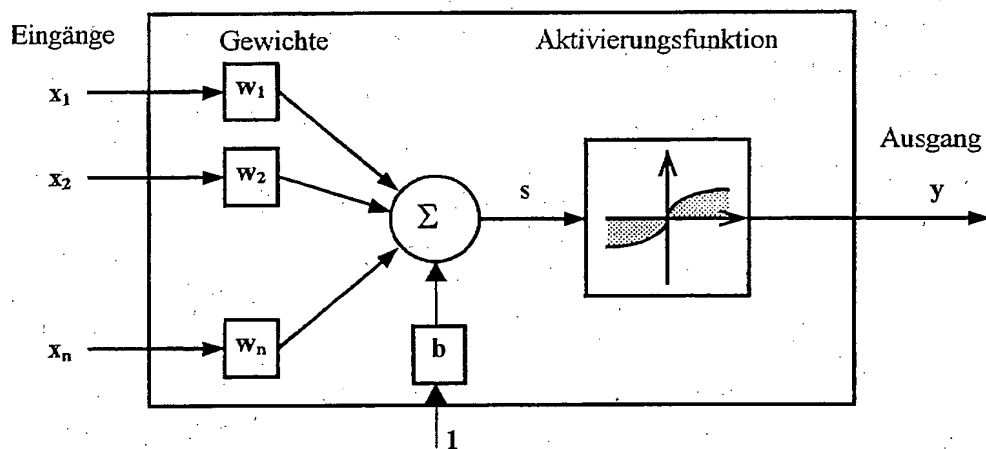 Eingänge
Gewichte
Aktivierungsfunktion
x₁
w₁
Ausgang
x₂
w₂
s
y
Σ
xₙ
wₙ
b
1